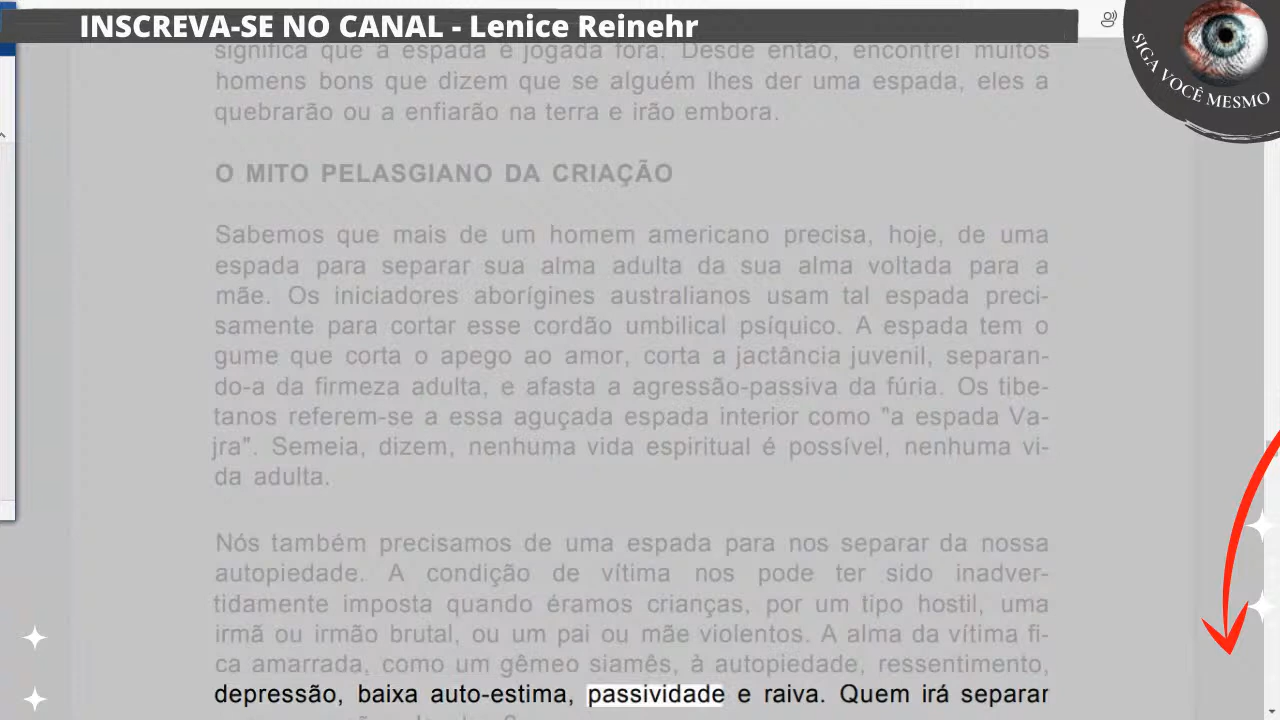 INSCREVA-SE NO CANAL - Lenice Reinehr
SIGA VOCÊ MESMO
significa que a espada é jogada fora. Desde então, encontrei muitos
homens bons que dizem que se alguém lhes der uma espada, eles a
quebrarão ou a enfiarão na terra e irão embora.
O MITO PELASGIANO DA CRIAÇÃO
Sabemos que mais de um homem americano precisa, hoje, de uma
espada para separar sua alma adulta da sua alma voltada para a
mãe. Os iniciadores aborígines australianos usam tal espada preci-
samente para cortar esse cordão umbilical psíquico. A espada tem o
gume que corta o apego ao amor, corta a jactância juvenil, separan-
do-a da firmeza adulta, e afasta a agressão-passiva da fúria. Os tibe-
tanos referem-se a essa aguçada espada interior como "a espada Va-
jra". Semeia, dizem, nenhuma vida espiritual é possível, nenhuma vi-
da adulta.
Nós também precisamos de uma espada para nos separar da nossa
autopiedade. A condição de vítima nos pode ter sido inadver-
tidamente imposta quando éramos crianças, por um tipo hostil, uma
irmã ou irmão brutal, ou um pai ou mãe violentos. A alma da vítima fi-
ca amarrada, como um gêmeo siamês, à autopiedade, ressentimento,
depressão, baixa auto-estima, passividade e raiva. Quem irá separar